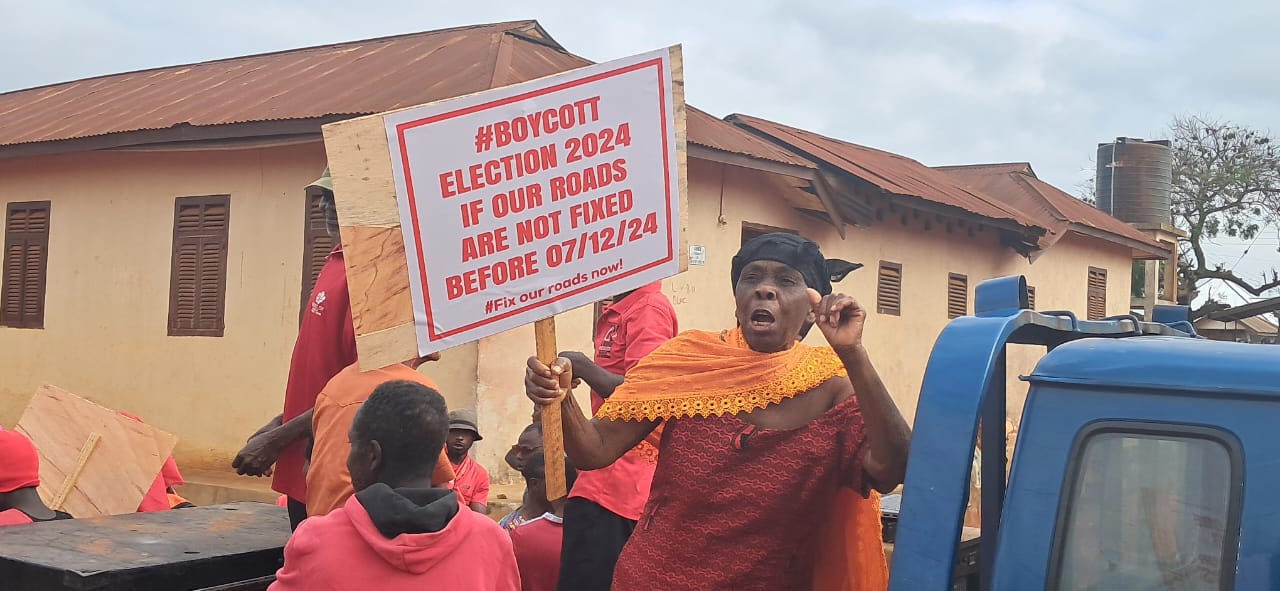 #BOYCOTT
ELECTION 2024
IF OUR ROADS
ARE NOT FIXED
BEFORE 07/12/24
#Fix our roads now!